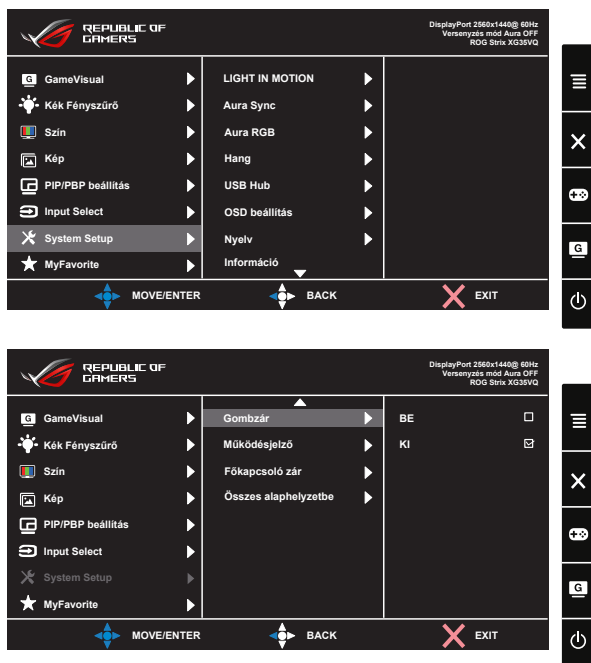 REPUBLIC OF
GAMERS
DisplayPort 2560x1440@ 60Hz
Versenyzés mód Aura OFF
ROG Strix XG35VQ
G GameVisual
Kék Fényszűrő
Szín
Kép
PIP/PBP beállítás
Input Select
System Setup
MyFavorite
LIGHT IN MOTION
Aura Sync
Aura RGB
Hang
USB Hub
OSD beállítás
Nyelv
Információ
MOVE/ENTER
BACK
EXIT
G
REPUBLIC OF
GAMERS
DisplayPort 2560x1440@ 60Hz
Versenyzés mód Aura OFF
ROG Strix XG35VQ
G GameVisual
Kék Fényszűrő
Szín
Kép
PIP/PBP beállítás
Input Select
System Setup
MyFavorite
Gombzár
Működésjelző
Főkapcsoló zár
Összes alaphelyzetbe
BE
KI
MOVE/ENTER
BACK
EXIT
G